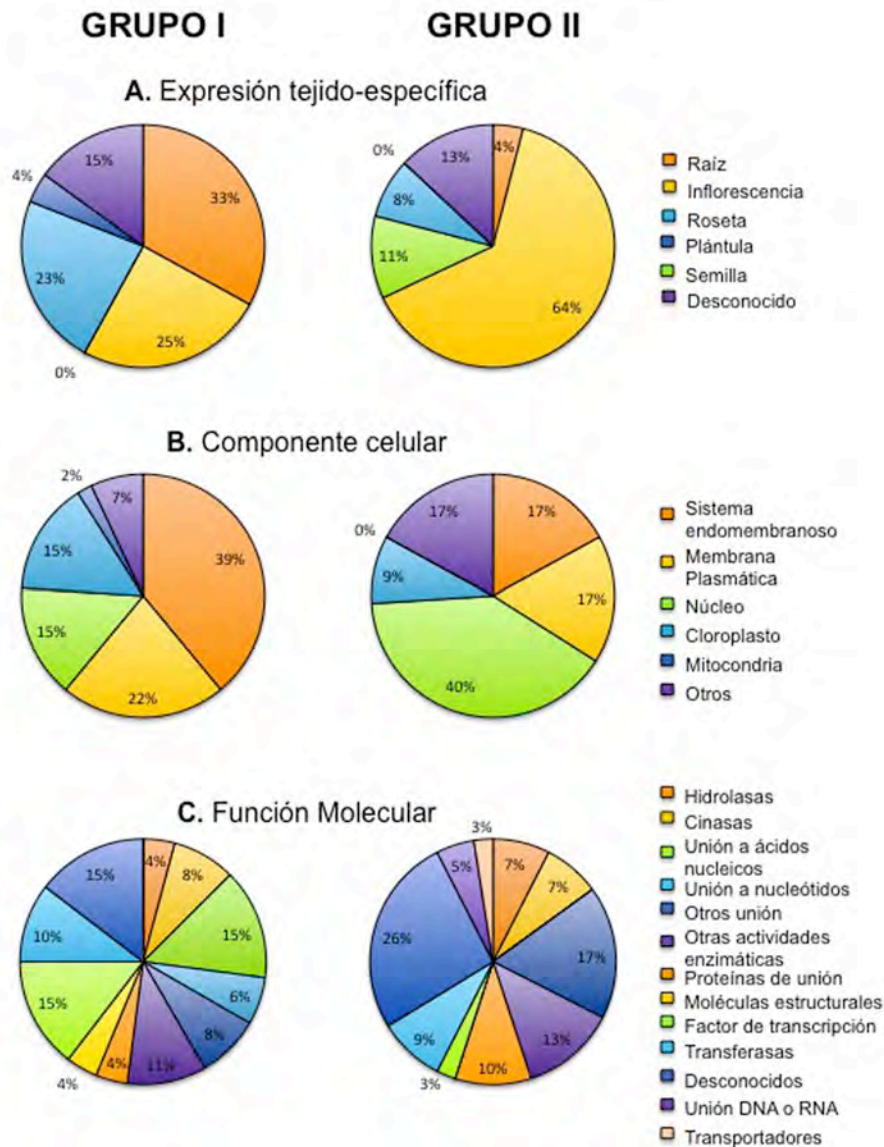 GRUPO I
GRUPO II
A. Expresión tejido-específica
15%
4%
33%
23%
25%
0%
0%
13%
4%
8%
11%
64%
Raíz
Inflorescencia
Roseta
Plántula
Semilla
Desconocido
B. Componente celular
2%
7%
39%
15%
15%
22%
17%
17%
0%
9%
17%
40%
Sistema
endomembranoso
Membrana
Plasmática
Núcleo
Cloroplasto
Mitocondria
Otros
C. Función Molecular
15%
4%
8%
10%
15%
15%
6%
8%
4%
11%
4%
3%
5%
7%
7%
26%
17%
9%
13%
3%
10%
Hidrolasas
Cinasas
Unión a ácidos
nucleicos
Unión a nucleótidos
Otros unión
Otras actividades
enzimáticas
Proteínas de unión
Moléculas estructurales
Factor de transcripción
Transferasas
Desconocidos
Unión DNA o RNA
Transportadores